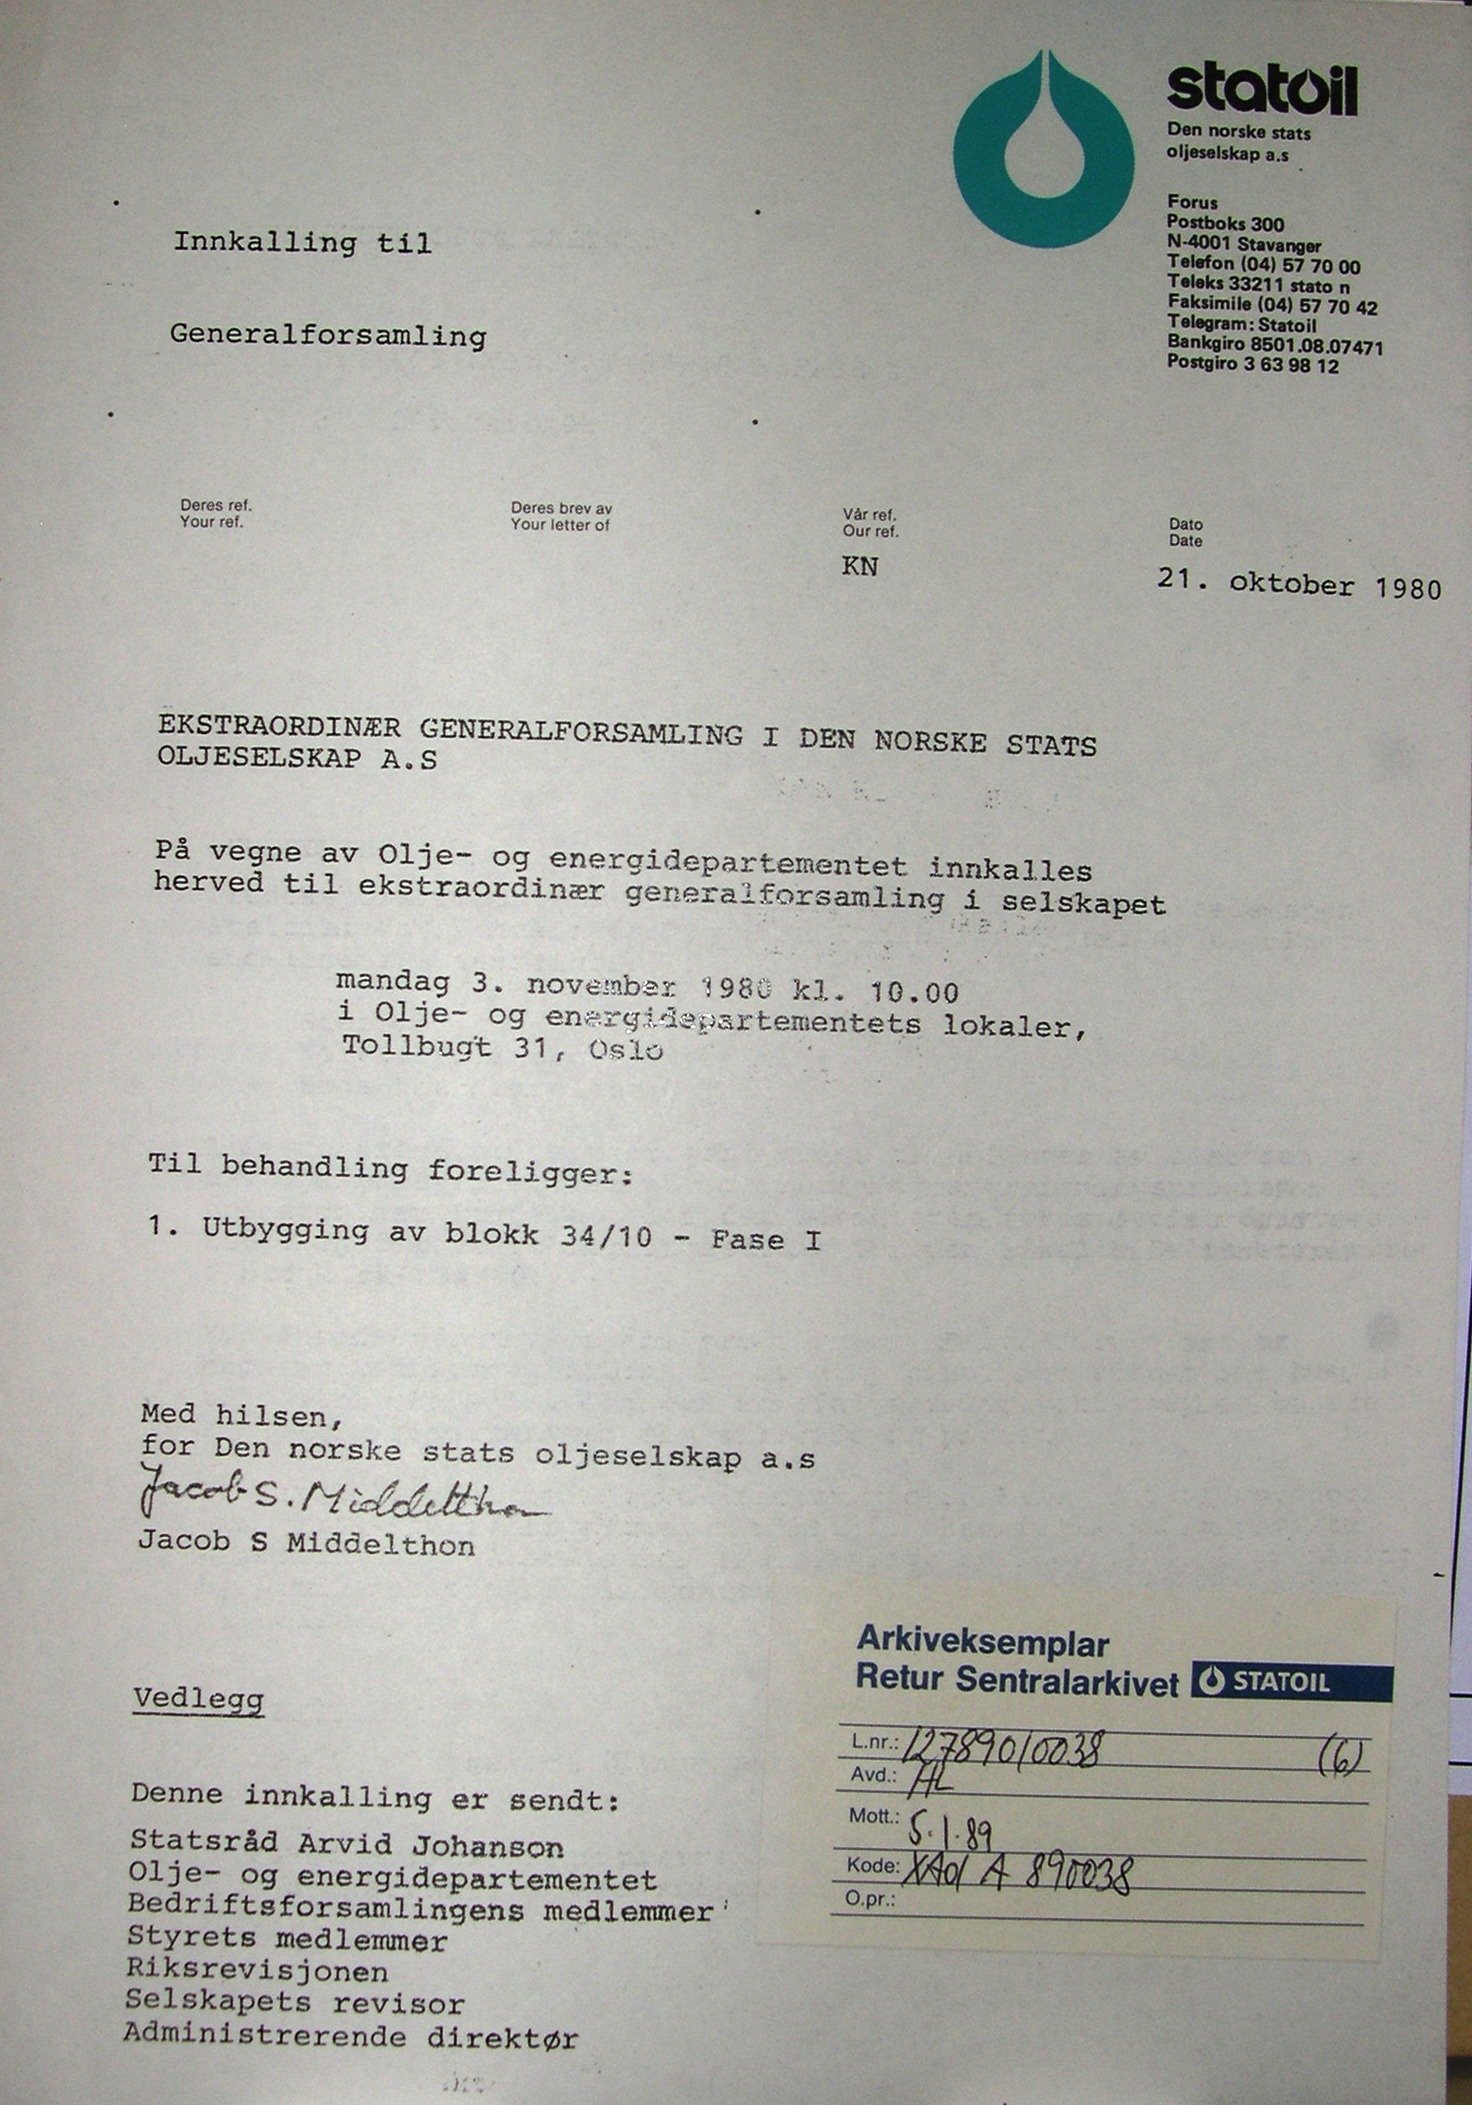 statoil
Den norske stats
oljeselskap a.s
Forus
Postboks 300
N-4001 Stavanger
Telefon (04) 57 70 00
Teleks 33211 stato n
Faksimile (04) 57 70 42
Telegram: Statoil
Bankgiro 8501.08.07471
Postgiro 3 63 98 12
Innkalling til
Generalforsamling
Deres ref.
Your ref.
Deres brev av
Your letter of
Vår ref.
Our ref.
KN
Dato
Date
21. oktober 1980
EKSTRAORDINÆR GENERALFORSAMLING I DEN NORSKE STATS
OLJESELSKAP A.S
På vegne av Olje- og energidepartementet innkalles
herved til ekstraordinær generalforsamling i selskapet
mandag 3. november 1980 kl. 10.00
i Olje- og energidepartementets lokaler,
Tollbugt 31, Oslo
Til behandling foreligger:
1. Utbygging av blokk 34/10 - Fase I
Med hilsen,
for Den norske stats oljeselskap a.s
Jacob S. Middelthon
Jacob S Middelthon
Vedlegg
Denne innkalling er sendt:
Statsråd Arvid Johanson
Olje- og energidepartementet
Bedriftsforsamlingens medlemmer
Styrets medlemmer
Riksrevisjonen
Selskapets revisor
Administrerende direktør
Arkiveksemplar
Retur Sentralarkivet STATOIL
L.nr.: 12789010038 (6)
Avd.: AL
Mott.: 5.1.89
Kode: A 890038
O.pr.: